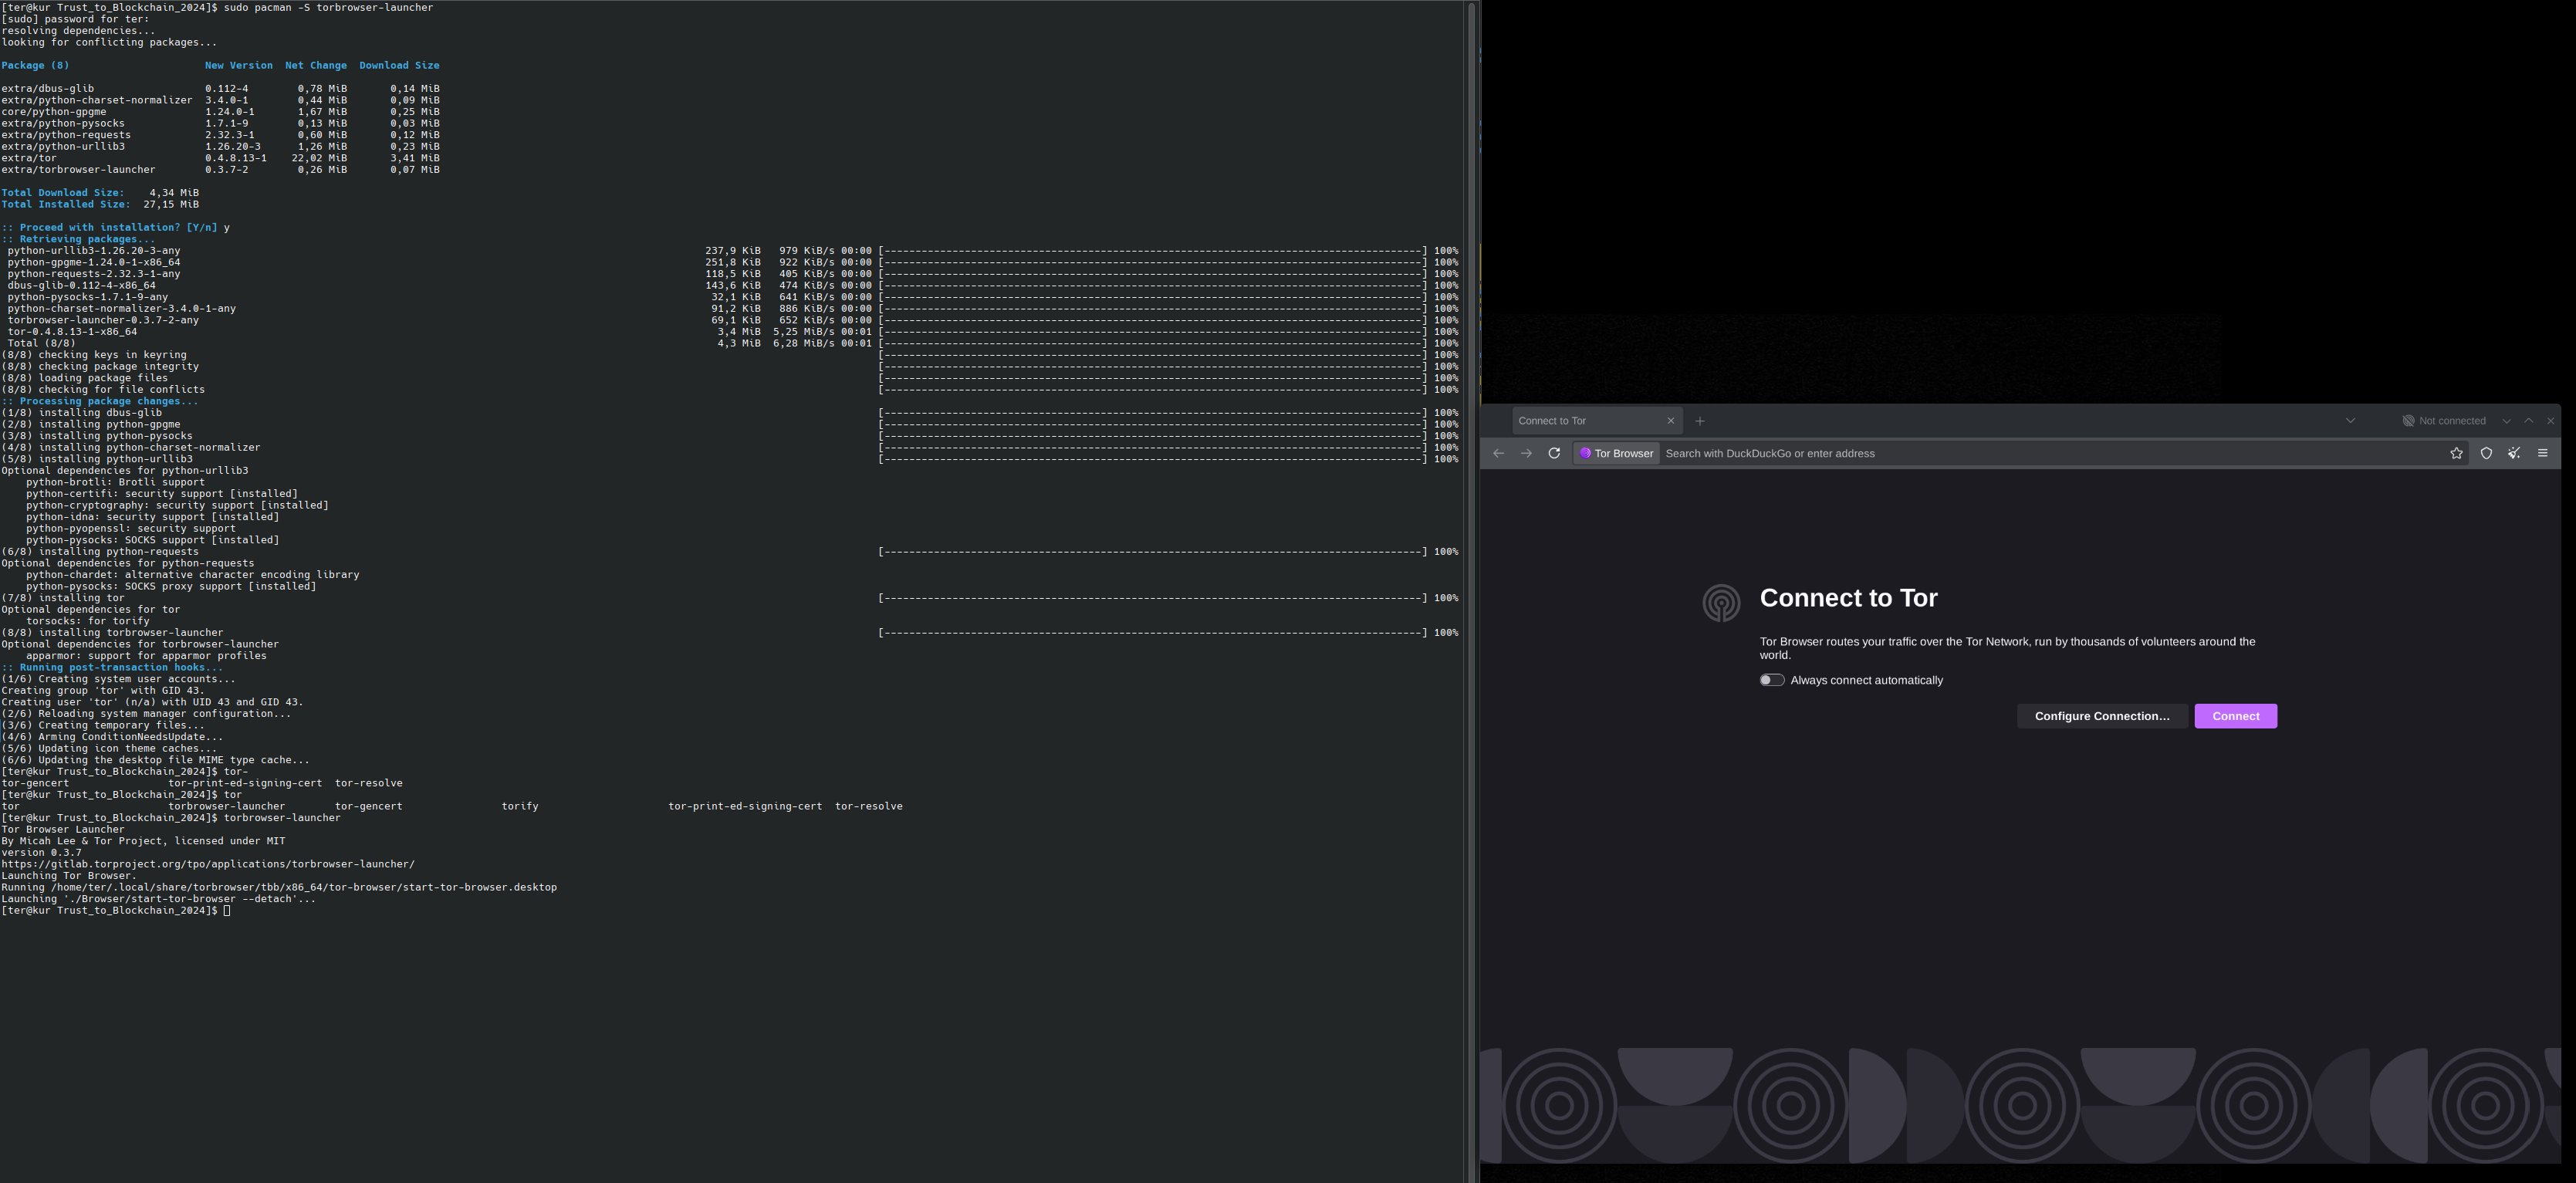 [ter@kur Trust_to_Blockchain_2024]$ sudo pacman -S torbrowser-launcher
[sudo] password for ter:
resolving dependencies...
looking for conflicting packages...
Package (8)                      New Version  Net Change  Download Size
extra/dbus-glib                  0.112-4        0,78 MiB       0,14 MiB
extra/python-charset-normalizer  3.4.0-1        0,44 MiB       0,09 MiB
core/python-gpgme                1.24.0-1       1,67 MiB       0,25 MiB
extra/python-pysocks             1.7.1-9        0,13 MiB       0,03 MiB
extra/python-requests            2.32.3-1       0,60 MiB       0,12 MiB
extra/python-urllib3             1.26.20-3      1,26 MiB       0,23 MiB
extra/tor                        0.4.8.13-1    22,02 MiB       3,41 MiB
extra/torbrowser-launcher        0.3.7-2        0,26 MiB       0,07 MiB
Total Download Size:    4,34 MiB
Total Installed Size:  27,15 MiB
:: Proceed with installation? [Y/n] y
:: Retrieving packages...
python-urllib3-1.26.20-3-any 237,9 KiB 979 KiB/s 00:00 [----------------------] 100%
python-gpgme-1.24.0-1-x86_64 251,8 KiB 922 KiB/s 00:00 [----------------------] 100%
python-requests-2.32.3-1-any 118,5 KiB 405 KiB/s 00:00 [----------------------] 100%
dbus-glib-0.112-4-x86_64 143,6 KiB 474 KiB/s 00:00 [----------------------] 100%
python-pysocks-1.7.1-9-any 32,1 KiB 641 KiB/s 00:00 [----------------------] 100%
python-charset-normalizer-3.4.0-1-any 91,2 KiB 886 KiB/s 00:00 [----------------------] 100%
torbrowser-launcher-0.3.7-2-any 69,1 KiB 652 KiB/s 00:00 [----------------------] 100%
tor-0.4.8.13-1-x86_64 3,4 MiB 5,25 MiB/s 00:01 [----------------------] 100%
Total (8/8) 4,3 MiB 6,28 MiB/s 00:01 [----------------------] 100%
(8/8) checking keys in keyring [----------------------] 100%
(8/8) checking package integrity [----------------------] 100%
(8/8) loading package files [----------------------] 100%
(8/8) checking for file conflicts [----------------------] 100%
:: Processing package changes...
(1/8) installing dbus-glib [----------------------] 100%
(2/8) installing python-gpgme [----------------------] 100%
(3/8) installing python-pysocks [----------------------] 100%
(4/8) installing python-charset-normalizer [----------------------] 100%
(5/8) installing python-urllib3 [----------------------] 100%
Optional dependencies for python-urllib3
    python-brotli: Brotli support
    python-certifi: security support [installed]
    python-cryptography: security support [installed]
    python-idna: security support [installed]
    python-pyopenssl: security support
    python-pysocks: SOCKS support [installed]
(6/8) installing python-requests [----------------------] 100%
Optional dependencies for python-requests
    python-chardet: alternative character encoding library
    python-pysocks: SOCKS proxy support [installed]
(7/8) installing tor [----------------------] 100%
Optional dependencies for tor
    torsocks: for torify
(8/8) installing torbrowser-launcher [----------------------] 100%
Optional dependencies for torbrowser-launcher
    apparmor: support for apparmor profiles
:: Running post-transaction hooks...
(1/6) Creating system user accounts...
Creating group 'tor' with GID 43.
Creating user 'tor' (n/a) with UID 43 and GID 43.
(2/6) Reloading system manager configuration...
(3/6) Creating temporary files...
(4/6) Arming ConditionNeedsUpdate...
(5/6) Updating icon theme caches...
(6/6) Updating the desktop file MIME type cache...
[ter@kur Trust_to_Blockchain_2024]$ tor-
tor-gencert                tor-print-ed-signing-cert  tor-resolve
[ter@kur Trust_to_Blockchain_2024]$ tor
tor                        torbrowser-launcher        tor-gencert                torify                     tor-print-ed-signing-cert  tor-resolve
[ter@kur Trust_to_Blockchain_2024]$ torbrowser-launcher
Tor Browser Launcher
By Micah Lee & Tor Project, licensed under MIT
version 0.3.7
https://gitlab.torproject.org/tpo/applications/torbrowser-launcher/
Launching Tor Browser.
Running /home/ter/.local/share/torbrowser/tbb/x86_64/tor-browser/start-tor-browser.desktop
Launching './Browser/start-tor-browser --detach'...
[ter@kur Trust_to_Blockchain_2024]$
Connect to Tor
Not connected
Tor Browser
Search with DuckDuckGo or enter address
Connect to Tor
Tor Browser routes your traffic over the Tor Network, run by thousands of volunteers around the
world.
Always connect automatically
Configure Connection...
Connect